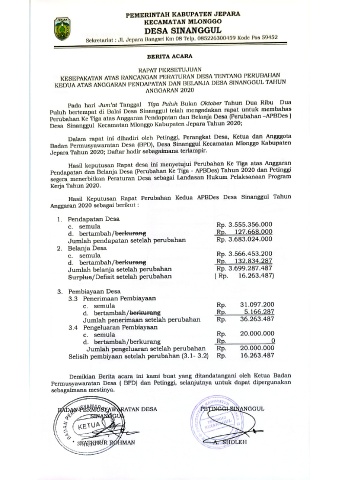 PEMERINTAH KABUPATEN JEPARA
KECAMATAN MLONGGO
DESA SINANGGUL
Sekretariat : Jl. Jepara Bangsri Km 08 Telp. 085226300459 Kode Pos 59452
BERITA ACARA
RAPAT PERSETUJUAN
KESEPAKATAN ATAS RANCANGAN PERATURAN DESA TENTANG PERUBAHAN
KEDUA ATAS ANGGARAN PENDAPATAN DAN BELANJA DESA SINANGGUL TAHUN
ANGGARAN 2020
Pada hari Jum'at Tanggal Tiga Puluh Bulan Oktober Tahun Dua Ribu Dua
Puluh bertempat di Balai Desa Sinanggul telah mengadakan rapat untuk membahas
Perubahan Ke Tiga atas Anggaran Pendapatan dan Belanja Desa (Perubahan –APBDes )
Desa Sinanggul Kecamatan Mlonggo Kabupaten Jepara Tahun 2020;
Dalam rapat ini dihadiri oleh Petinggi, Perangkat Desa, Ketua dan Angggota
Badan Permusyawaratan Desa (BPD), Desa Sinanggul Kecamatan Mlonggo Kabupaten
Jepara Tahun 2020; Daftar hadir sebagaimana terlampir.
Hasil keputusan Rapat desa ini menyetujui Perubahan Ke Tiga atas Anggaran
Pendapatan dan Belanja Desa (Perubahan Ke Tiga - APBDes) Tahun 2020 dan Petinggi
segera menerbitkan Peraturan Desa sebagai Landasan Hukum Pelaksanaan Program
Kerja Tahun 2020.
Hasil Keputusan Rapat Perubahan Kedua APBDes Desa Sinanggul Tahun
Anggaran 2020 sebagai berikut :
1. Pendapatan Desa
c. semula Rp. 3.555.356.000
d. bertambah/berkurang Rp. 127.668.000
Jumlah pendapatan setelah perubahan Rp. 3.683.024.000
2. Belanja Desa
c. Semula Rp. 3.566.453.200
d. bertambah/berkurang Rp. 132.834.287
Jumlah belanja setelah perubahan Rp. 3.699.287.487
Surplus/Defisit setelah perubahan ( Rp. 16.263.487)
3. Pembiayaan Desa
3.3 Penerimaan Pembiayaan
c. semula Rp. 31.097.200
d. bertambah/berkurang Rp. 5.166.287
Jumlah penerimaan setelah perubahan Rp. 36.263.487
3.4 Pengeluaran Pembiayaan
c. semula Rp. 20.000.000
d. bertambah/berkurang Rp. 0
Jumlah pengeluaran setelah perubahan Rp. 20.000.000
Selisih pembiyaan setelah perubahan (3.1- 3.2) Rp. 16.263.487
Demikian Berita acara ini kami buat yang ditandatangani oleh Ketua Badan
Permusyawaratan Desa ( BPD) dan Petinggi, selanjutnya untuk dapat dipergunakan
sebagaimana mestinya.
BADAN PERMUSYAWARATAN DESA PETINGGI SINANGGUL
SINANGGUL
KETUA
ROHMAN A. SHOLEH